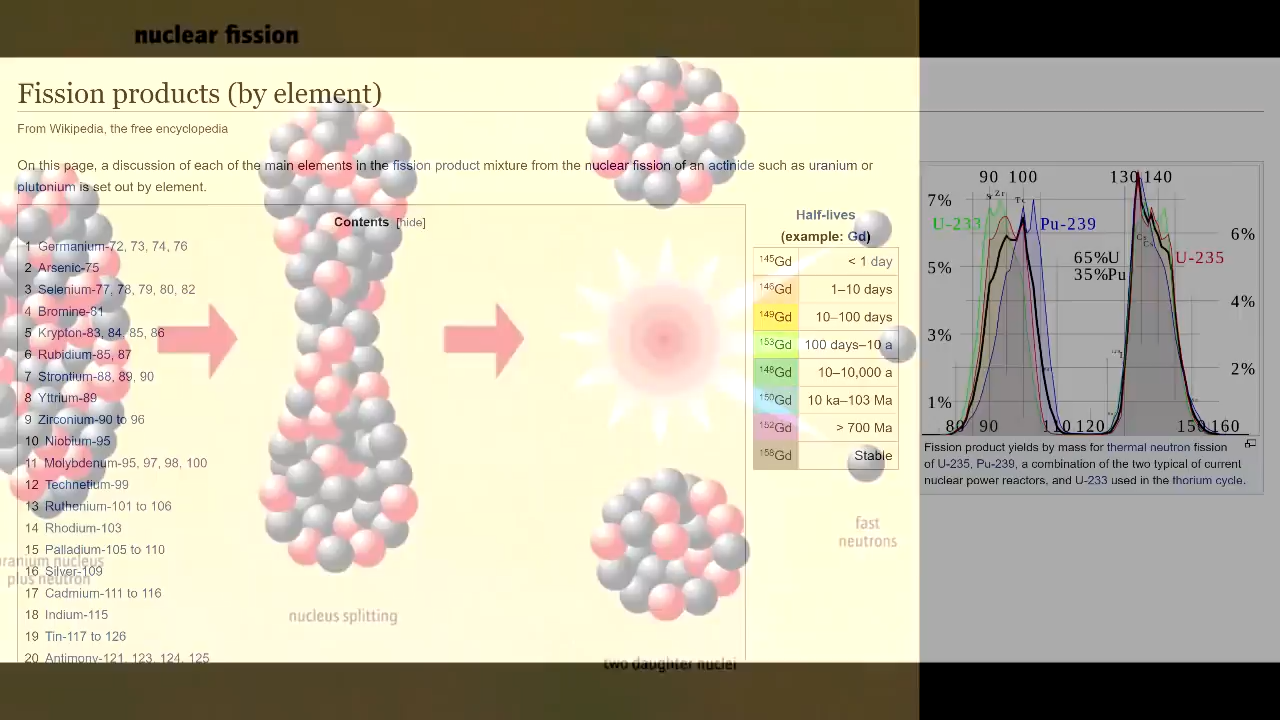 nuclear fission
Fission products (by element)
From Wikipedia, the free encyclopedia
On this page, a discussion of each of the main elements in the fission product mixture from the nuclear fission of an actinide such as uranium or
plutonium is set out by element.
Contents [hide]
1 Germanium-72, 73, 74, 76
2 Arsenic-75
3 Selenium-77, 78, 79, 80, 82
4 Bromine-81
5 Krypton-83, 84, 85, 86
6 Rubidium-85, 87
7 Strontium-88, 89, 90
8 Yttrium-89
9 Zirconium-90 to 96
10 Niobium-95
11 Molybdenum-95, 97, 98, 100
12 Technetium-99
13 Ruthenium-101 to 106
14 Rhodium-103
15 Palladium-105 to 110
16 Silver-109
17 Cadmium-111 to 116
18 Indium-115
19 Tin-117 to 126
20 Antimony-121, 123, 124, 125
uranium nucleus
plus neutron
nucleus splitting
two daughter nuclei
fast
neutrons
Half-lives
(example: Gd)
¹⁴⁵Gd < 1 day
¹⁴⁶Gd 1–10 days
¹⁴⁹Gd 10–100 days
¹⁵³Gd 100 days–10 a
¹⁴⁸Gd 10–10,000 a
¹⁵⁰Gd 10 ka–103 Ma
¹⁵²Gd > 700 Ma
¹⁵⁸Gd Stable
90 100 130 140
Sr Zr Tc
7%
U-233 Pu-239 6%
Cs
65%U U-235
35%Pu
5%
4%
3%
2%
1%
80 90 110 120 150 160
Fission product yields by mass for thermal neutron fission
of U-235, Pu-239, a combination of the two typical of current
nuclear power reactors, and U-233 used in the thorium cycle.